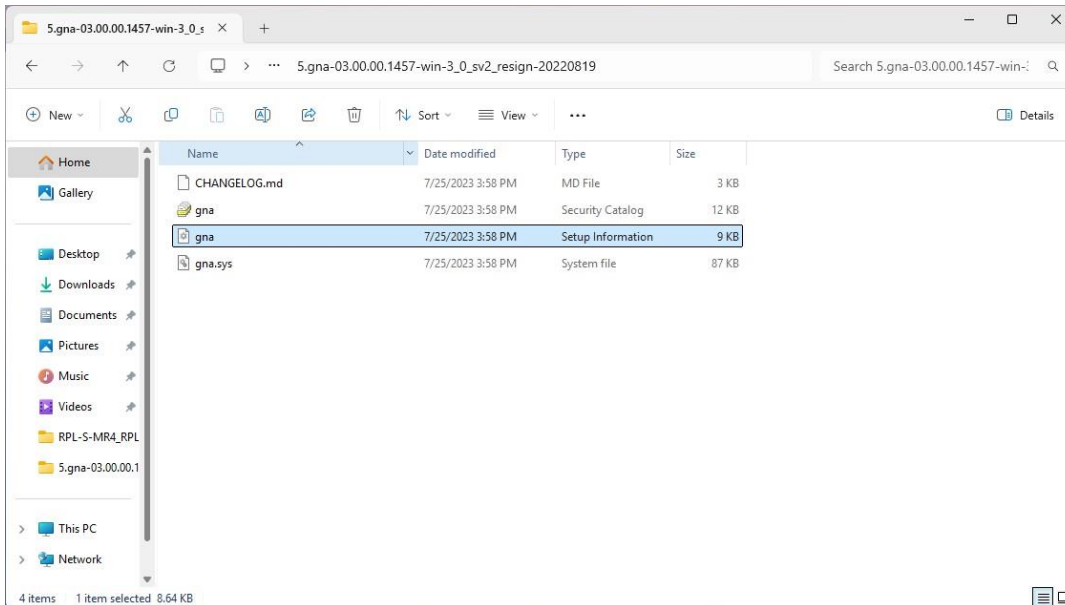 5.gna-03.00.00.1457-win-3_0_s
5.gna-03.00.00.1457-win-3_0_sv2_resign-20220819
Search 5.gna-03.00.00.1457-win-3
New
Sort
View
Details
Home
Gallery
Desktop
Downloads
Documents
Pictures
Music
Videos
RPL-S-MR4_RPL
5.gna-03.00.00.1
This PC
Network
Name Date modified Type Size
CHANGELOG.md 7/25/2023 3:58 PM MD File 3 KB
gna 7/25/2023 3:58 PM Security Catalog 12 KB
gna 7/25/2023 3:58 PM Setup Information 9 KB
gna.sys 7/25/2023 3:58 PM System file 87 KB
4 items 1 item selected 8.64 KB